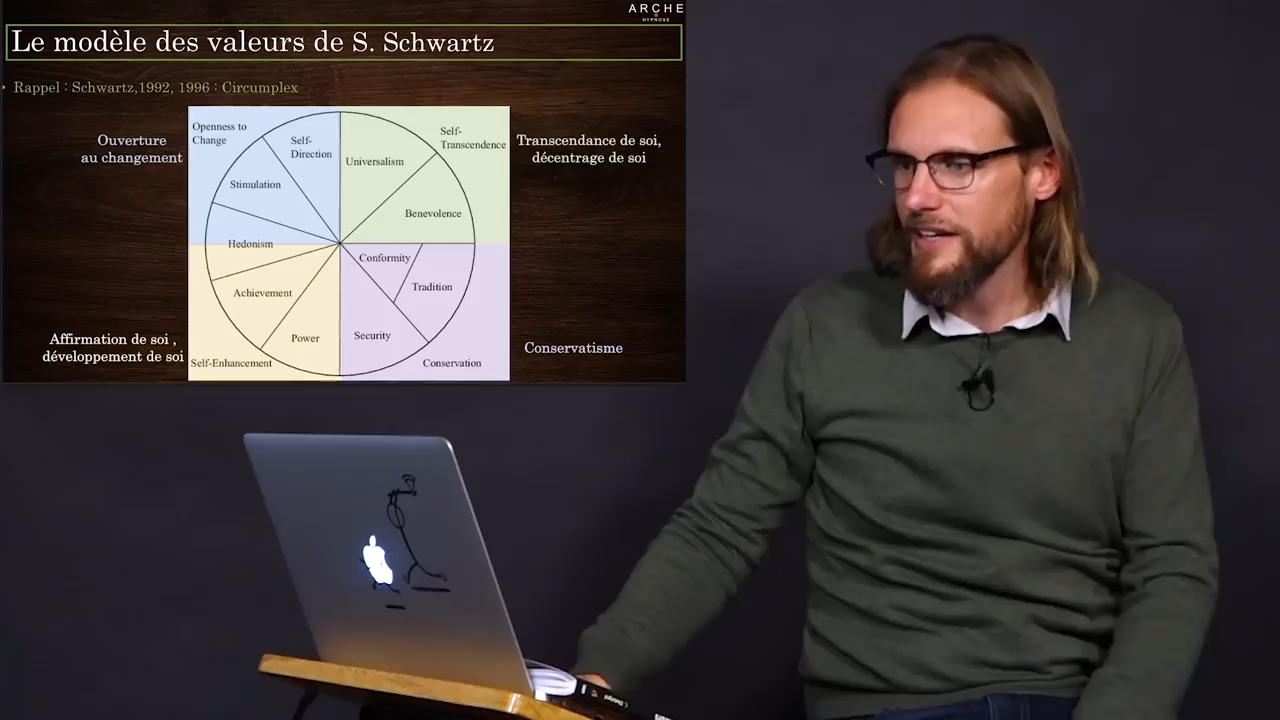 ARCHE
HYPNOSE
Le modèle des valeurs de S. Schwartz
Rappel : Schwartz,1992, 1996 : Circumplex
Ouverture
au changement
Openness to
Change
Self-
Direction
Universalism
Self-
Transcendence
Transcendance de soi,
décentrage de soi
Stimulation
Benevolence
Hedonism
Conformity
Tradition
Achievement
Power
Security
Affirmation de soi ,
développement de soi
Self-Enhancement
Conservation
Conservatisme